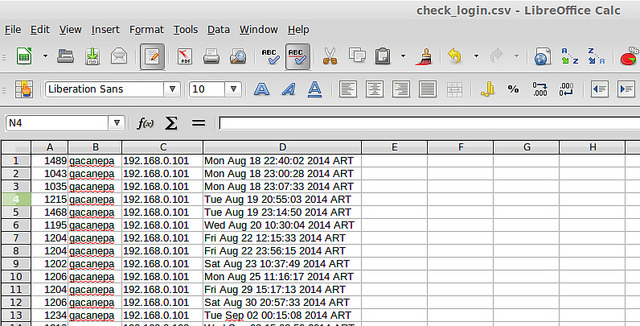 check_login.csv - LibreOffice Calc
File Edit View Insert Format Tools Data Window Help
PDF ABC ABC A Z Z A
Liberation Sans 10 A A A % 0.00 .000 .000 0.00
N4 f(x) Σ =
A B C D E F G H
1 1489 gacanepa 192.168.0.101 Mon Aug 18 22:40:02 2014 ART
2 1043 gacanepa 192.168.0.101 Mon Aug 18 23:00:28 2014 ART
3 1035 gacanepa 192.168.0.101 Mon Aug 18 23:07:33 2014 ART
4 1215 gacanepa 192.168.0.101 Tue Aug 19 20:55:03 2014 ART
5 1468 gacanepa 192.168.0.101 Tue Aug 19 23:14:50 2014 ART
6 1195 gacanepa 192.168.0.101 Wed Aug 20 10:30:04 2014 ART
7 1204 gacanepa 192.168.0.101 Fri Aug 22 12:15:33 2014 ART
8 1204 gacanepa 192.168.0.101 Fri Aug 22 23:56:15 2014 ART
9 1202 gacanepa 192.168.0.101 Sat Aug 23 10:37:49 2014 ART
10 1206 gacanepa 192.168.0.101 Mon Aug 25 11:16:17 2014 ART
11 1204 gacanepa 192.168.0.101 Fri Aug 29 15:17:13 2014 ART
12 1206 gacanepa 192.168.0.101 Sat Aug 30 20:57:33 2014 ART
13 1234 gacanepa 192.168.0.101 Tue Sep 02 00:15:08 2014 ART